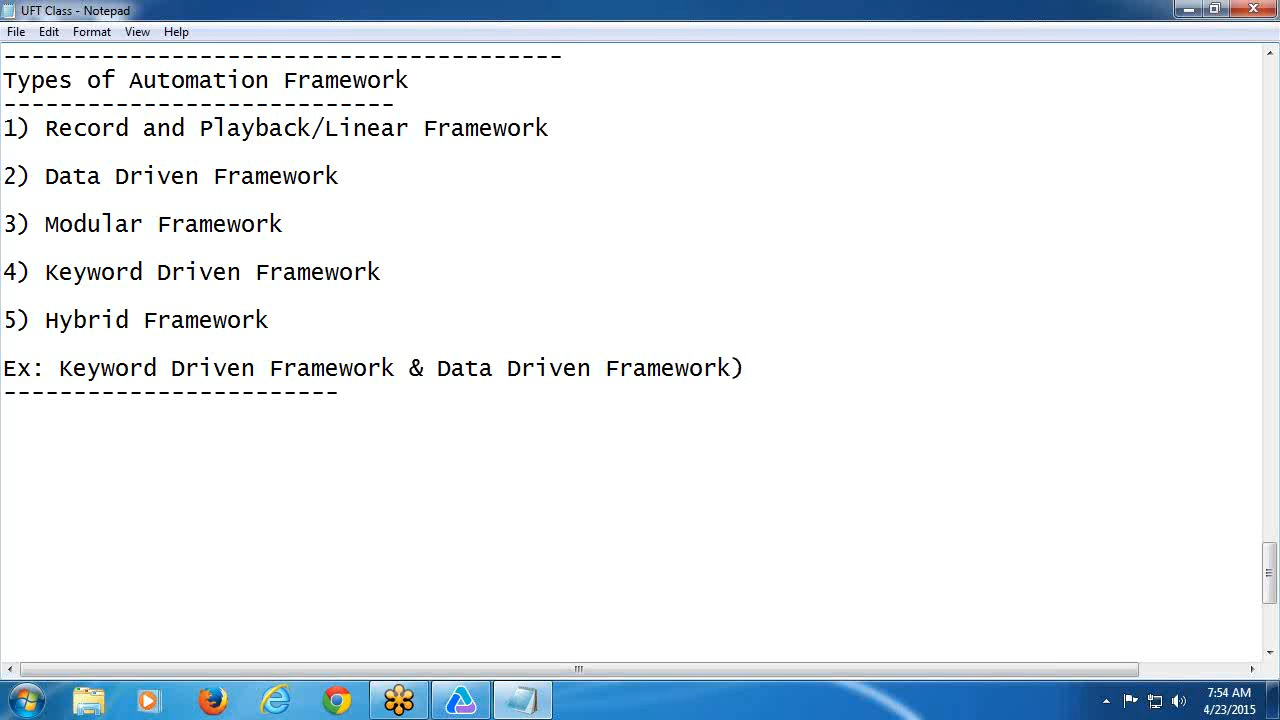 UFT Class - Notepad
File Edit Format View Help
----------------------------------------
Types of Automation Framework
----------------------------
1) Record and Playback/Linear Framework
2) Data Driven Framework
3) Modular Framework
4) Keyword Driven Framework
5) Hybrid Framework
Ex: Keyword Driven Framework & Data Driven Framework)
------------------------
7:54 AM
4/23/2015